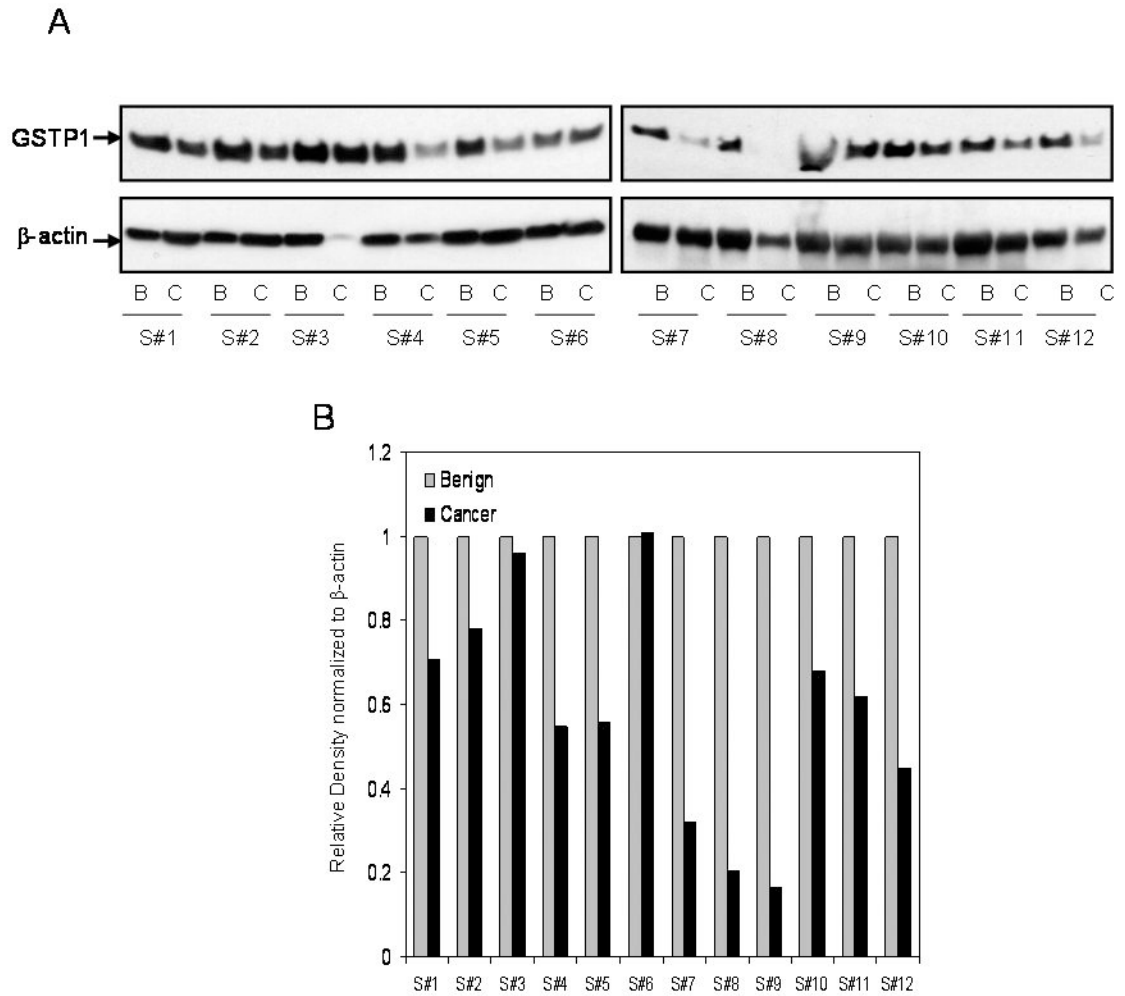 A
GSTP1
β-actin
B C B C B C B C B C B C B C B C B C B C B C B C
S#1 S#2 S#3 S#4 S#5 S#6 S#7 S#8 S#9 S#10 S#11 S#12
B
1.2
1
0.8
0.6
0.4
0.2
0
Relative Density normalized to β-actin
Benign
Cancer
S#1 S#2 S#3 S#4 S#5 S#6 S#7 S#8 S#9 S#10 S#11 S#12